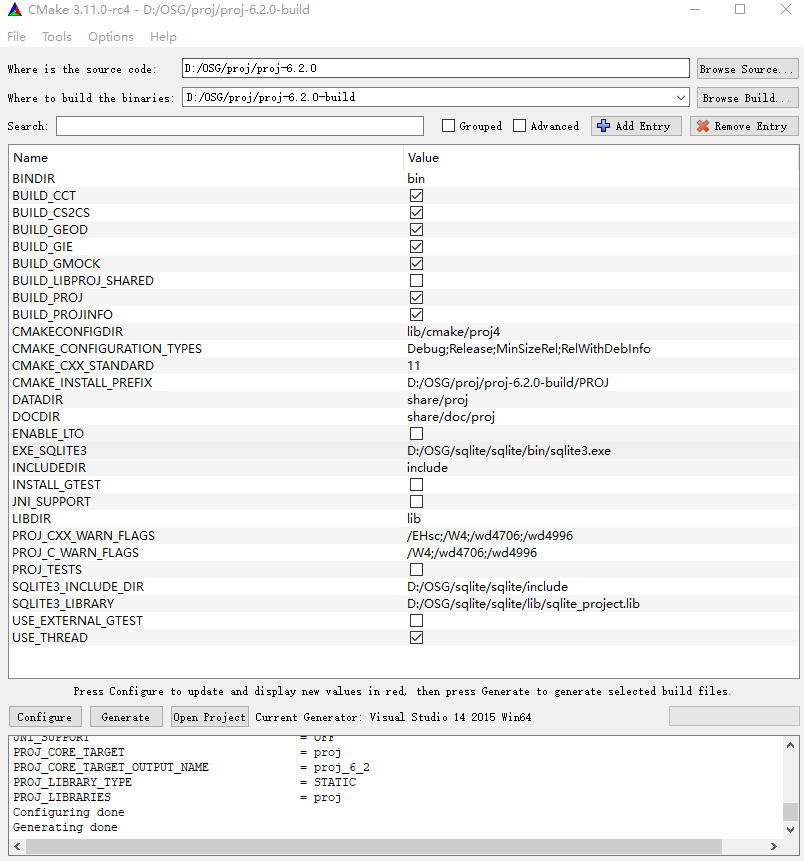 CMake 3.11.0-rc4 - D:/OSG/proj/proj-6.2.0-build
File Tools Options Help
Where is the source code: D:/OSG/proj/proj-6.2.0 Browse Source...
Where to build the binaries: D:/OSG/proj/proj-6.2.0-build Browse Build...
Search: Grouped Advanced Add Entry Remove Entry
Name Value
BINDIR bin
BUILD_CCT
BUILD_CS2CS
BUILD_GEOD
BUILD_GIE
BUILD_GMOCK
BUILD_LIBPROJ_SHARED
BUILD_PROJ
BUILD_PROJINFO
CMAKECONFIGDIR lib/cmake/proj4
CMAKE_CONFIGURATION_TYPES Debug;Release;MinSizeRel;RelWithDebInfo
CMAKE_CXX_STANDARD 11
CMAKE_INSTALL_PREFIX D:/OSG/proj/proj-6.2.0-build/PROJ
DATADIR share/proj
DOCDIR share/doc/proj
ENABLE_LTO
EXE_SQLITE3 D:/OSG/sqlite/sqlite/bin/sqlite3.exe
INCLUDEDIR include
INSTALL_GTEST
JNI_SUPPORT
LIBDIR lib
PROJ_CXX_WARN_FLAGS /EHsc;/W4;/wd4706;/wd4996
PROJ_C_WARN_FLAGS /W4;/wd4706;/wd4996
PROJ_TESTS
SQLITE3_INCLUDE_DIR D:/OSG/sqlite/sqlite/include
SQLITE3_LIBRARY D:/OSG/sqlite/sqlite/lib/sqlite_project.lib
USE_EXTERNAL_GTEST
USE_THREAD
Press Configure to update and display new values in red, then press Generate to generate selected build files.
Configure Generate Open Project Current Generator: Visual Studio 14 2015 Win64
JNI_SUPPORT = OFF
PROJ_CORE_TARGET = proj
PROJ_CORE_TARGET_OUTPUT_NAME = proj_6_2
PROJ_LIBRARY_TYPE = STATIC
PROJ_LIBRARIES = proj
Configuring done
Generating done